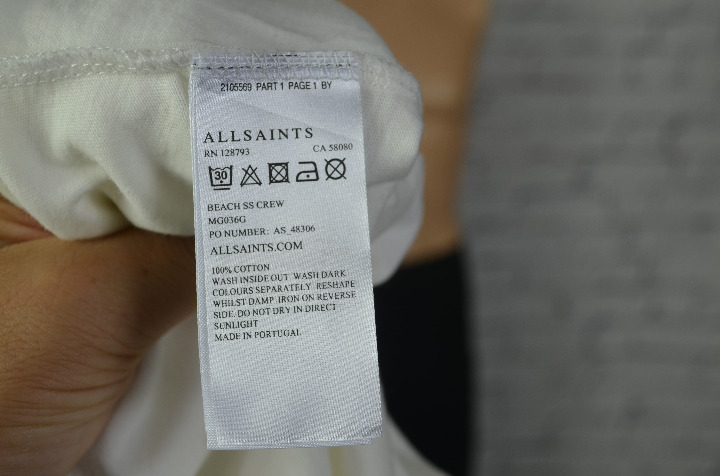 2105569 PART 1 PAGE 1 BY
ALLSAINTS
RN 128793 CA 58080
30
BEACH SS CREW
MG036G
PO NUMBER: AS_48306
ALLSAINTS.COM
100% COTTON
WASH INSIDE OUT WASH DARK
COLOURS SEPARATELY. RESHAPE
WHILST DAMP. IRON ON REVERSE
SIDE. DO NOT DRY IN DIRECT
SUNLIGHT
MADE IN PORTUGAL